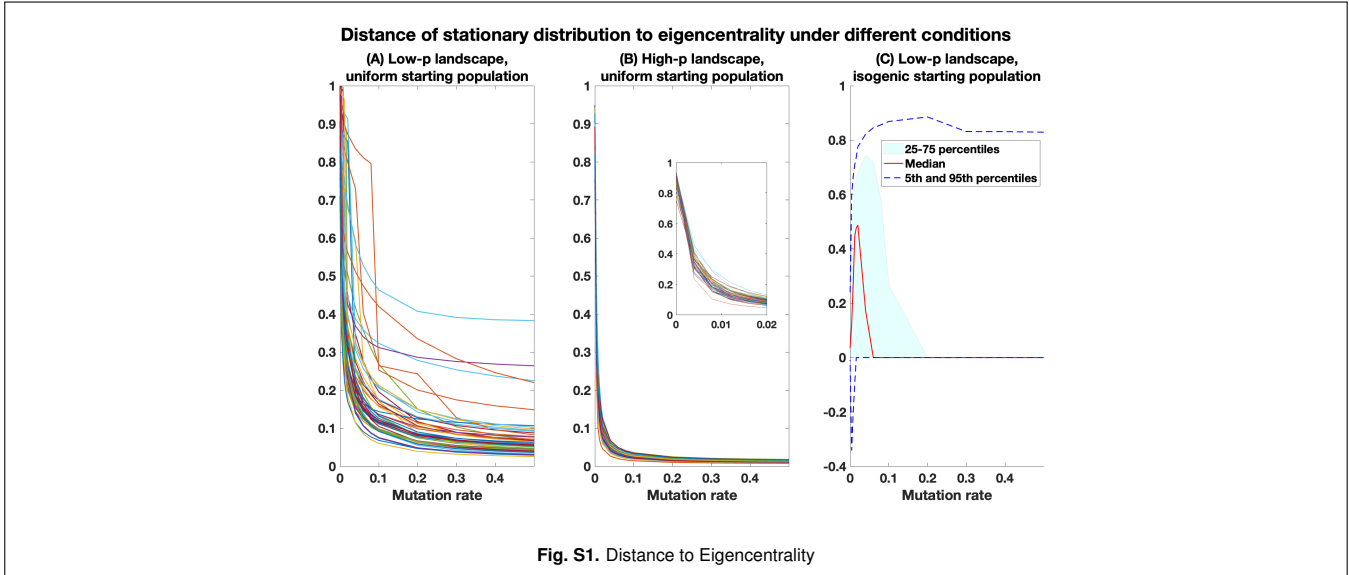 Distance of stationary distribution to eigencentrality under different conditions
(A) Low-p landscape,
uniform starting population
1
0.9
0.8
0.7
0.6
0.5
0.4
0.3
0.2
0.1
0
0 0.1 0.2 0.3 0.4
Mutation rate
(B) High-p landscape,
uniform starting population
1
0.9
0.8
0.7
0.6
0.5
0.4
0.3
0.2
0.1
0
0 0.1 0.2 0.3 0.4
Mutation rate
1
0.8
0.6
0.4
0.2
0
0 0.01 0.02
(C) Low-p landscape,
isogenic starting population
1
0.8
0.6
0.4
0.2
0
-0.2
-0.4
0 0.1 0.2 0.3 0.4
Mutation rate
25-75 percentiles
Median
5th and 95th percentiles
Fig. S1. Distance to Eigencentrality